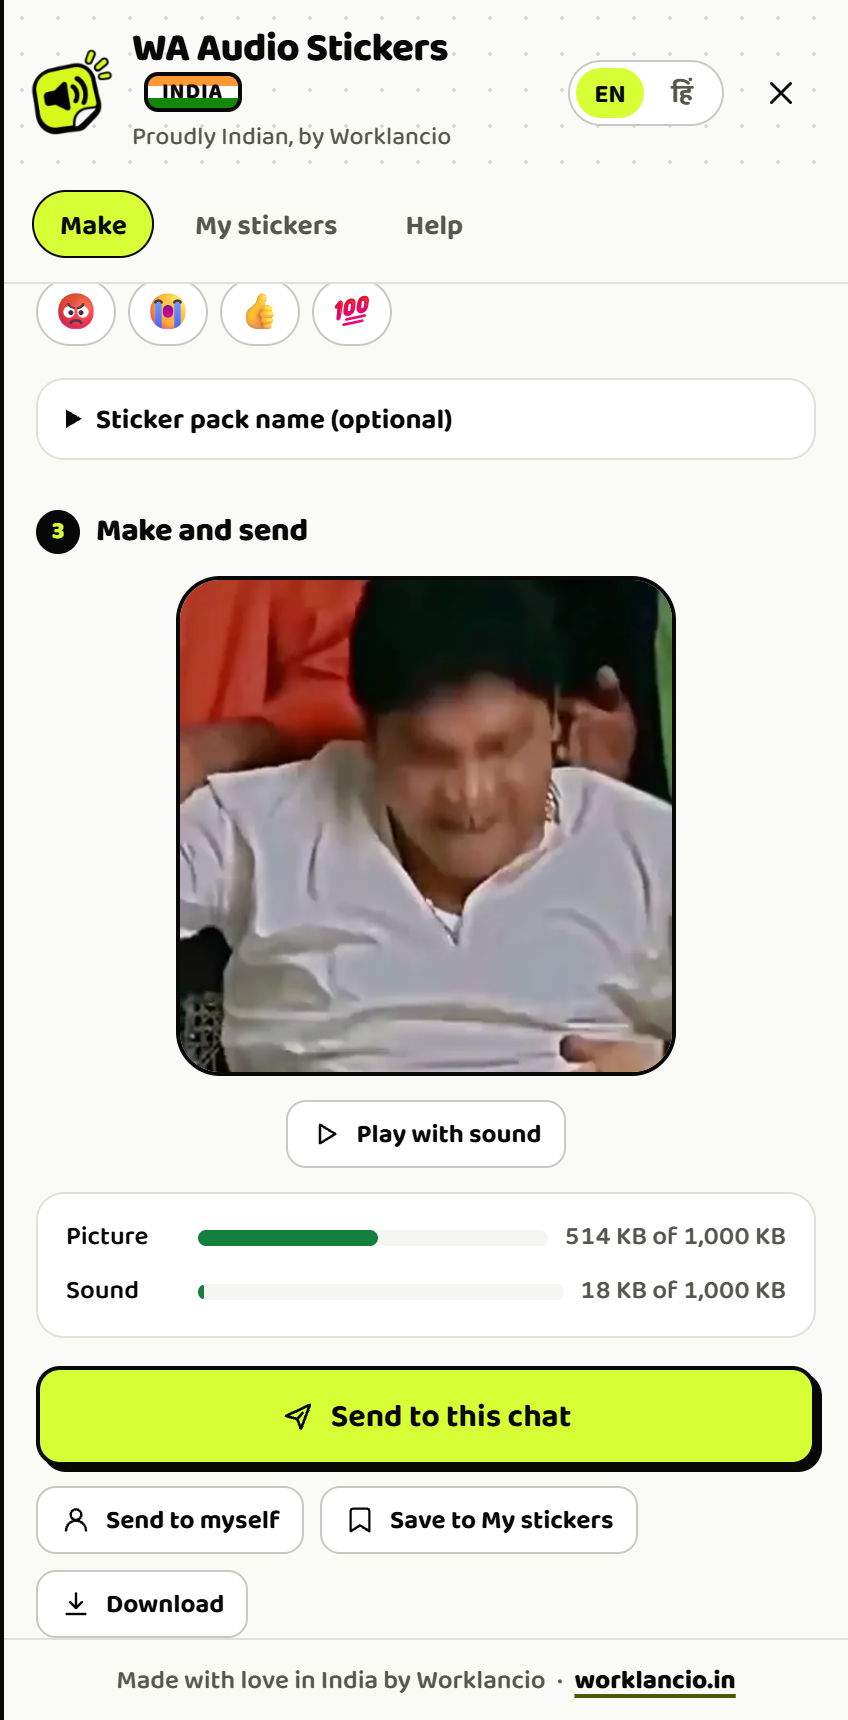 WA Audio Stickers
INDIA
Proudly Indian, by Worklancio
EN
हिं
Make
My stickers
Help
100
Sticker pack name (optional)
3
Make and send
Play with sound
Picture
514 KB of 1,000 KB
Sound
18 KB of 1,000 KB
Send to this chat
Send to myself
Save to My stickers
Download
Made with love in India by Worklancio · worklancio.in